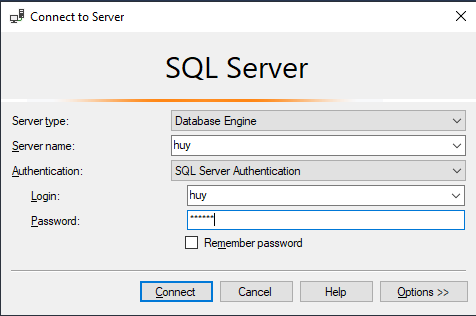 Connect to Server
SQL Server
Server type: Database Engine
Server name: huy
Authentication: SQL Server Authentication
Login: huy
Password: ******
Remember password
Connect Cancel Help Options >>